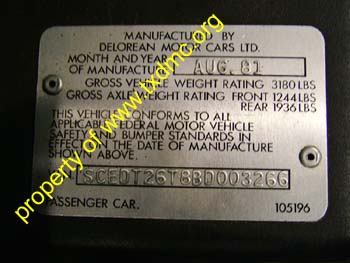 MANUFACTURED BY
DELOREAN MOTOR CARS LTD.
MONTH AND YEAR
OF MANUFACTURE AUG. 81
GROSS VEHICLE WEIGHT RATING 3180 LBS
GROSS AXLE WEIGHT RATING FRONT 1244 LBS
REAR 1936 LBS
THIS VEHICLE CONFORMS TO ALL
APPLICABLE FEDERAL MOTOR VEHICLE
SAFETY AND BUMPER STANDARDS IN
EFFECT ON THE DATE OF MANUFACTURE
SHOWN ABOVE.
SCEDT26T8BD003266
PASSENGER CAR. 105196
property of www.txdmc.org